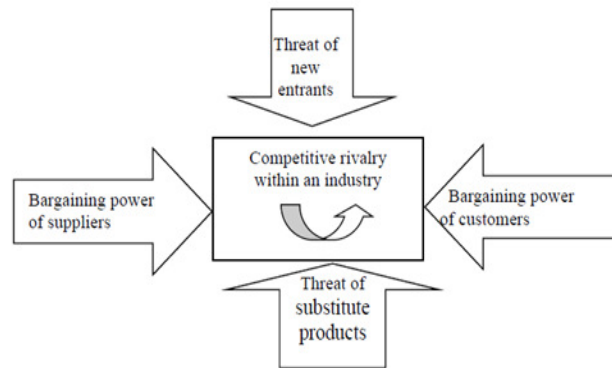 Threat of
new
entrants
Competitive rivalry
within an industry
Bargaining power
of suppliers
Bargaining power
of customers
Threat of
substitute
products